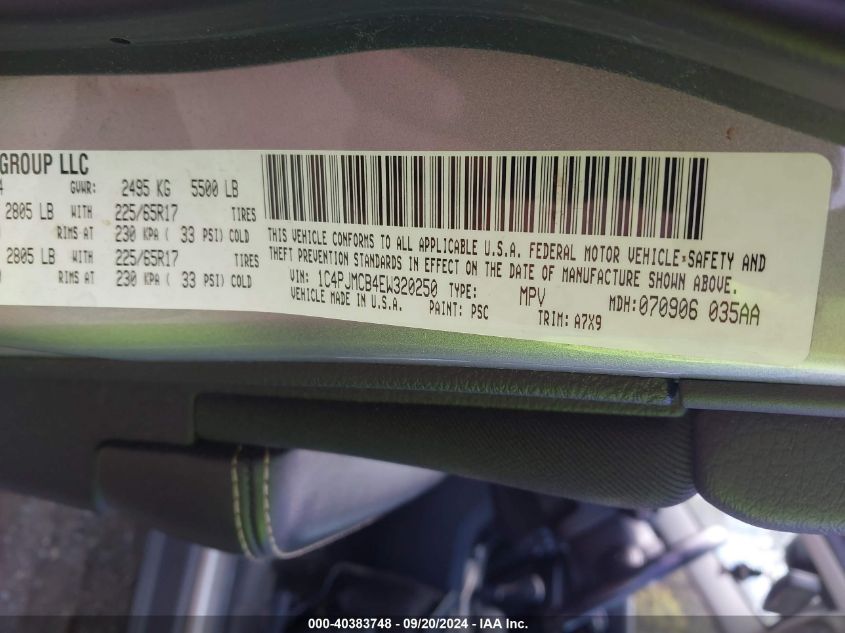 GROUP LLC
4 GVWR: 2495 KG 5500 LB
2805 LB WITH 225/65R17 TIRES
RIMS AT 230 KPA ( 33 PSI) COLD
2805 LB WITH 225/65R17 TIRES
RIMS AT 230 KPA ( 33 PSI) COLD
THIS VEHICLE CONFORMS TO ALL APPLICABLE U.S.A. FEDERAL MOTOR VEHICLE SAFETY AND
THEFT PREVENTION STANDARDS IN EFFECT ON THE DATE OF MANUFACTURE SHOWN ABOVE.
VIN: 1C4PJMCB4EW320250 TYPE: MPV MDH:070906 035AA
VEHICLE MADE IN U.S.A. PAINT: PSC TRIM: A7X9
000-40383748 - 09/20/2024 - IAA Inc.